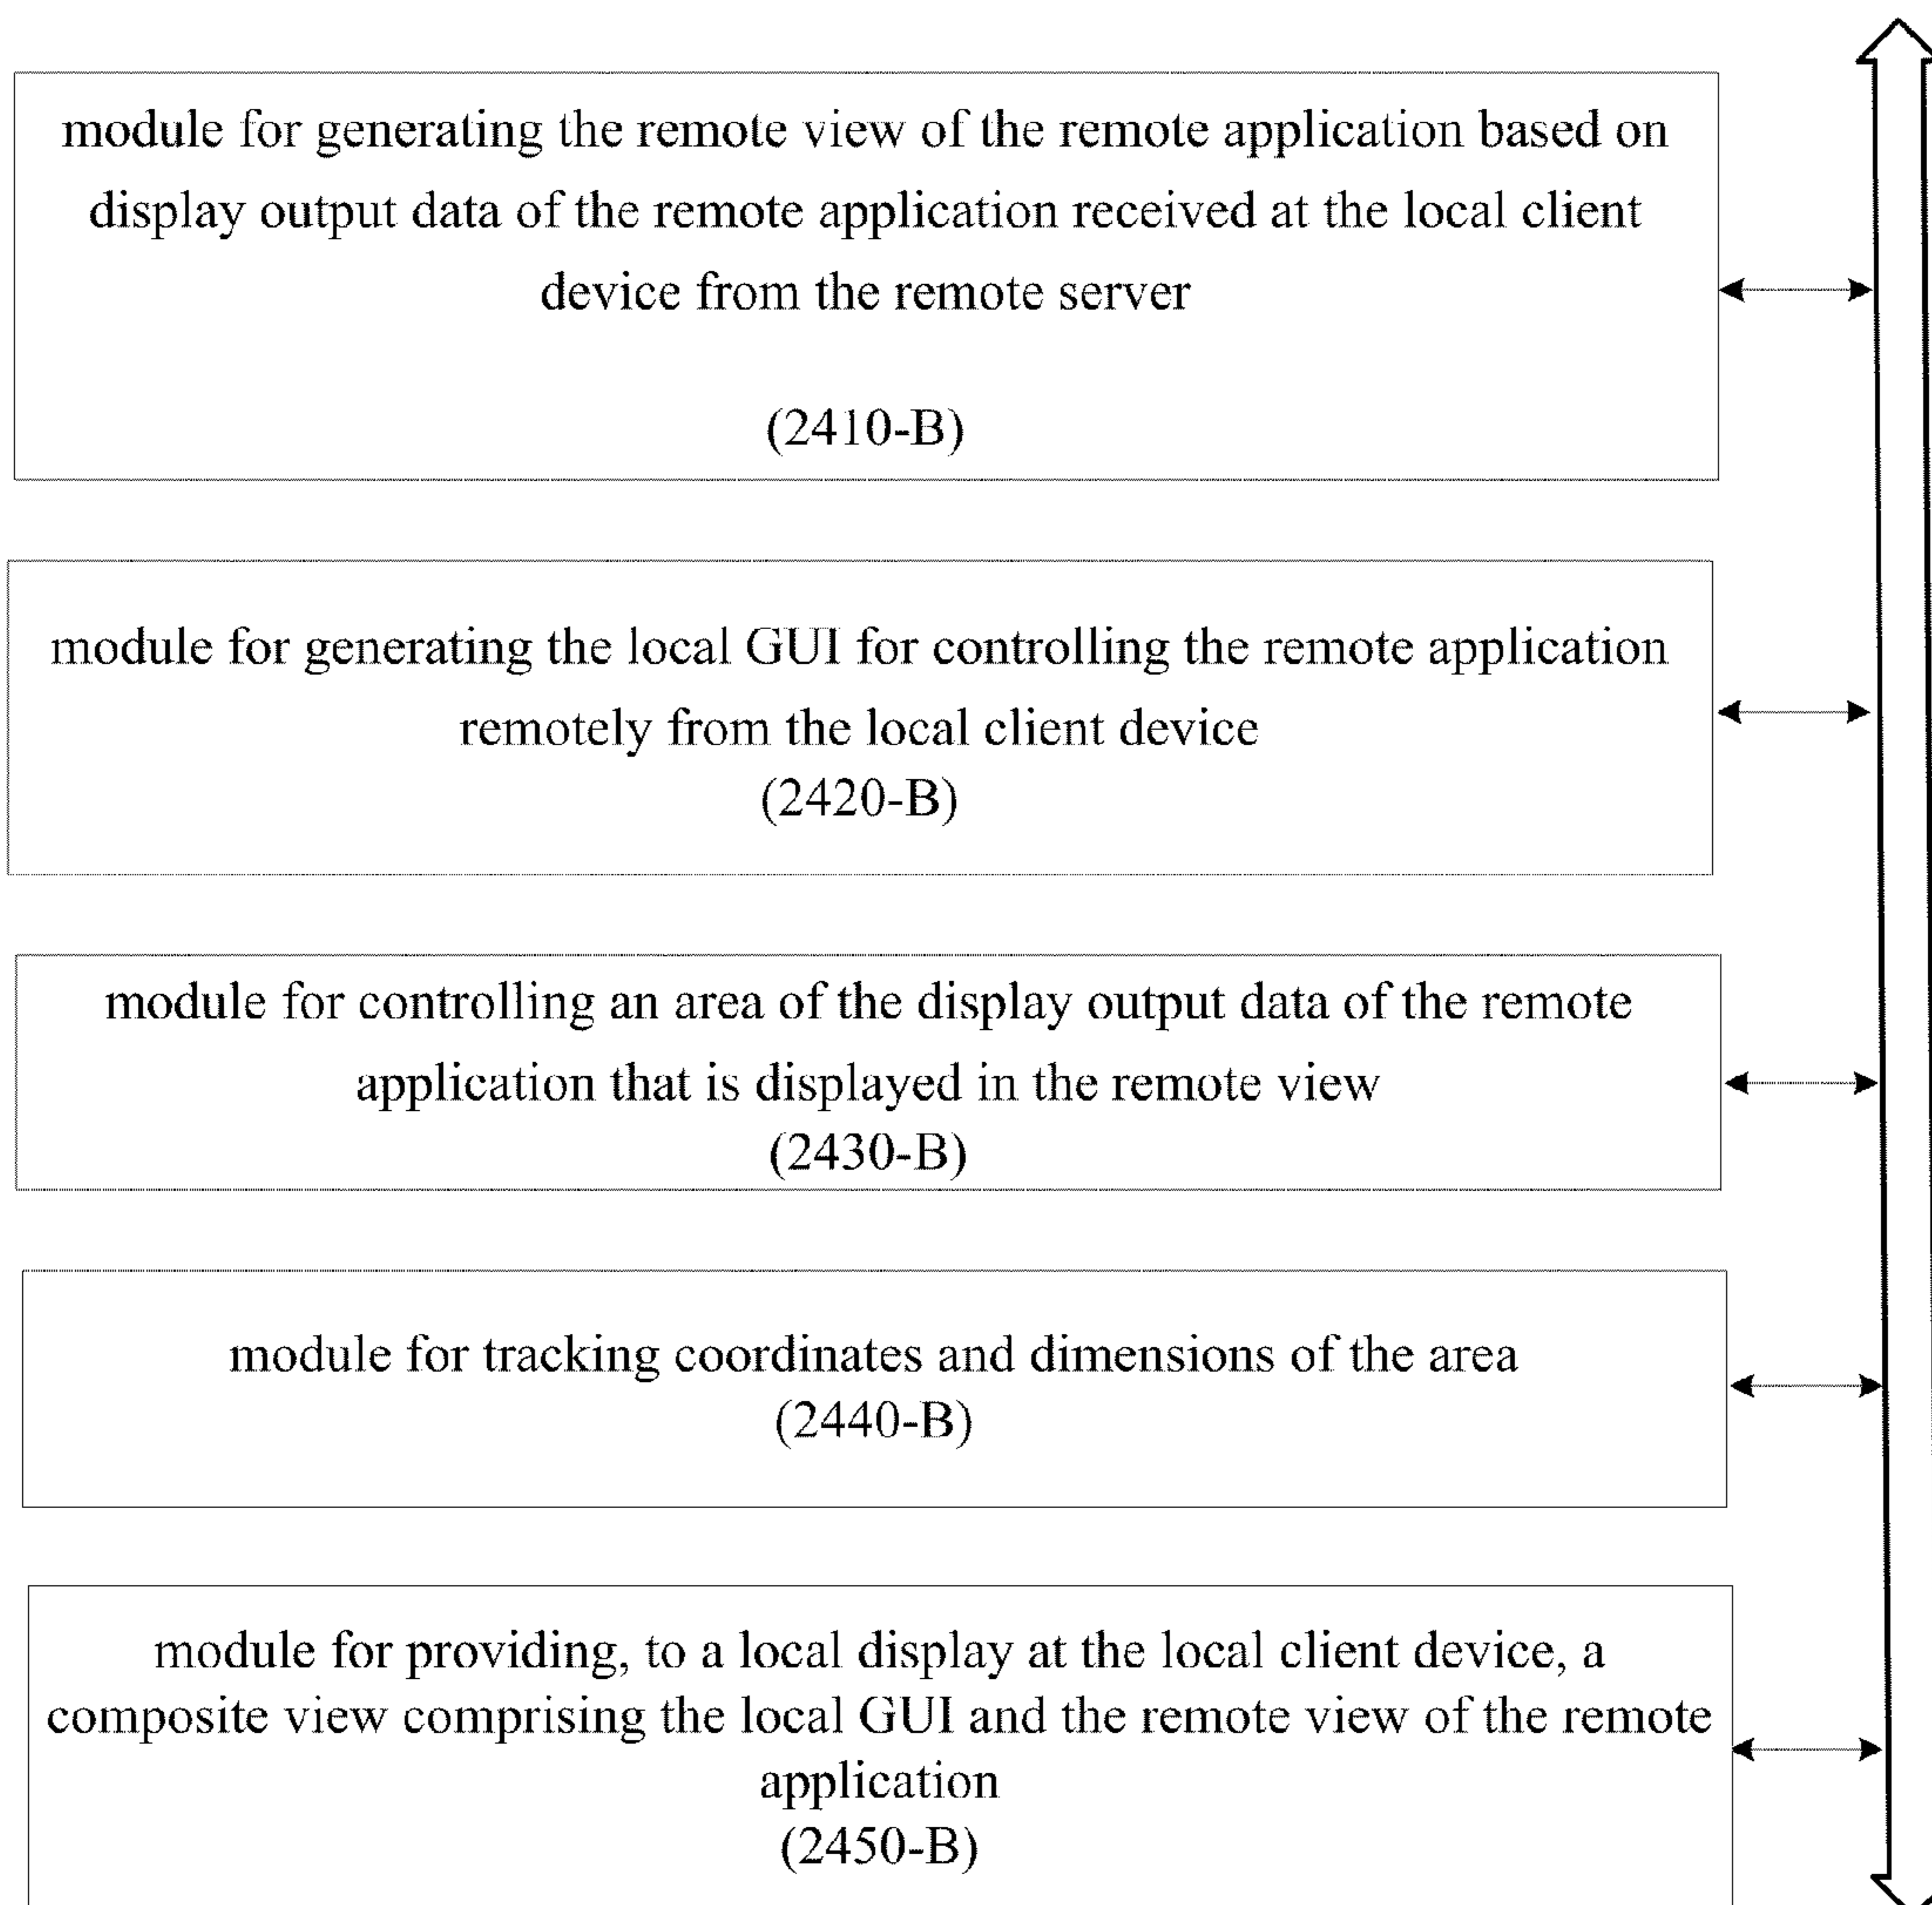 module for generating the remote view of the remote application based on
display output data of the remote application received at the local client
device from the remote server
(2410-B)
module for generating the local GUI for controlling the remote application
remotely from the local client device
(2420-B)
module for controlling an area of the display output data of the remote
application that is displayed in the remote view
(2430-B)
module for tracking coordinates and dimensions of the area
(2440-B)
module for providing, to a local display at the local client device, a
composite view comprising the local GUI and the remote view of the remote
application
(2450-B)